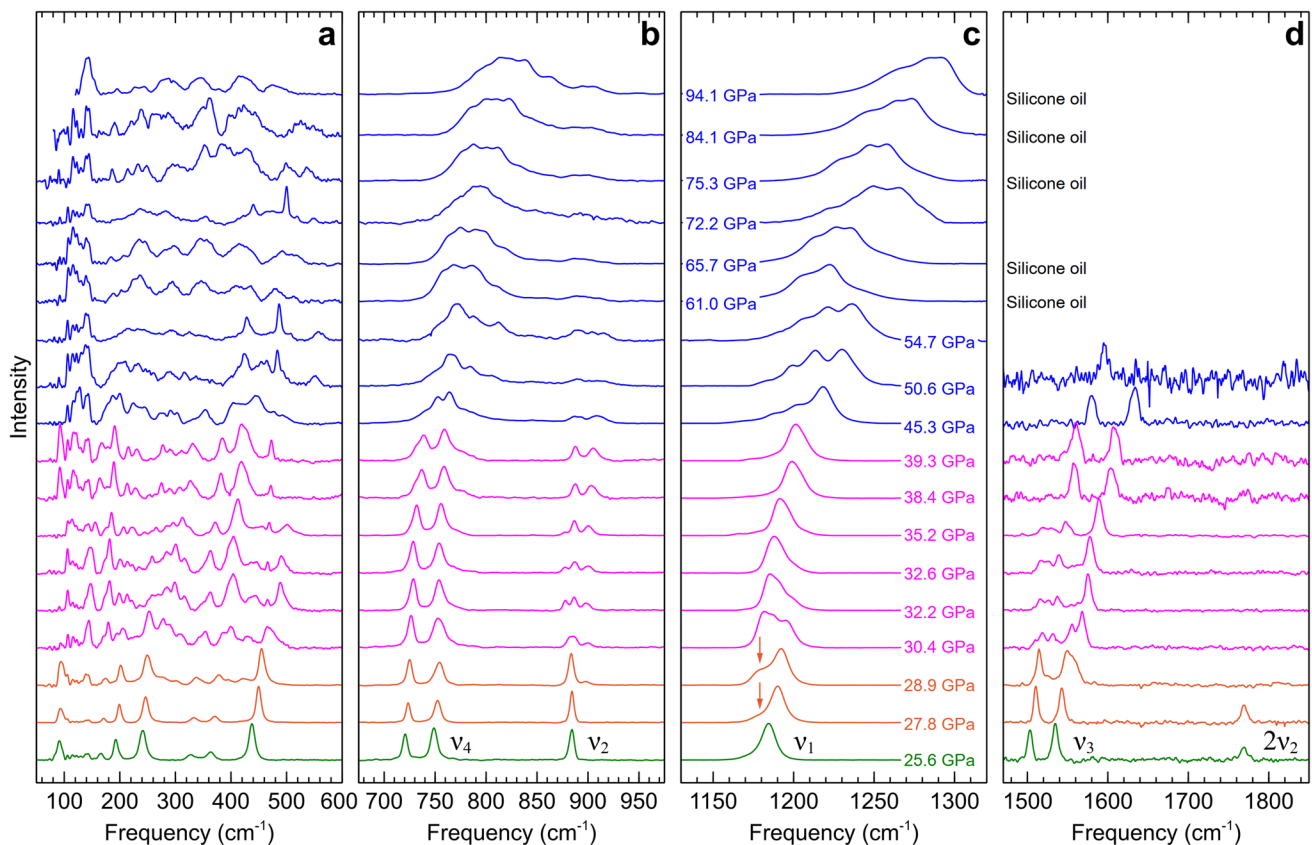 a
b
c
d
94.1 GPa
Silicone oil
84.1 GPa
Silicone oil
75.3 GPa
Silicone oil
72.2 GPa
65.7 GPa
Silicone oil
61.0 GPa
Silicone oil
54.7 GPa
50.6 GPa
45.3 GPa
39.3 GPa
38.4 GPa
35.2 GPa
32.6 GPa
32.2 GPa
30.4 GPa
28.9 GPa
27.8 GPa
25.6 GPa
ν4
ν2
ν1
ν3
2ν2
Intensity
100 200 300 400 500 600
700 750 800 850 900 950
1150 1200 1250 1300
1500 1600 1700 1800
Frequency (cm-1)
Frequency (cm-1)
Frequency (cm-1)
Frequency (cm-1)